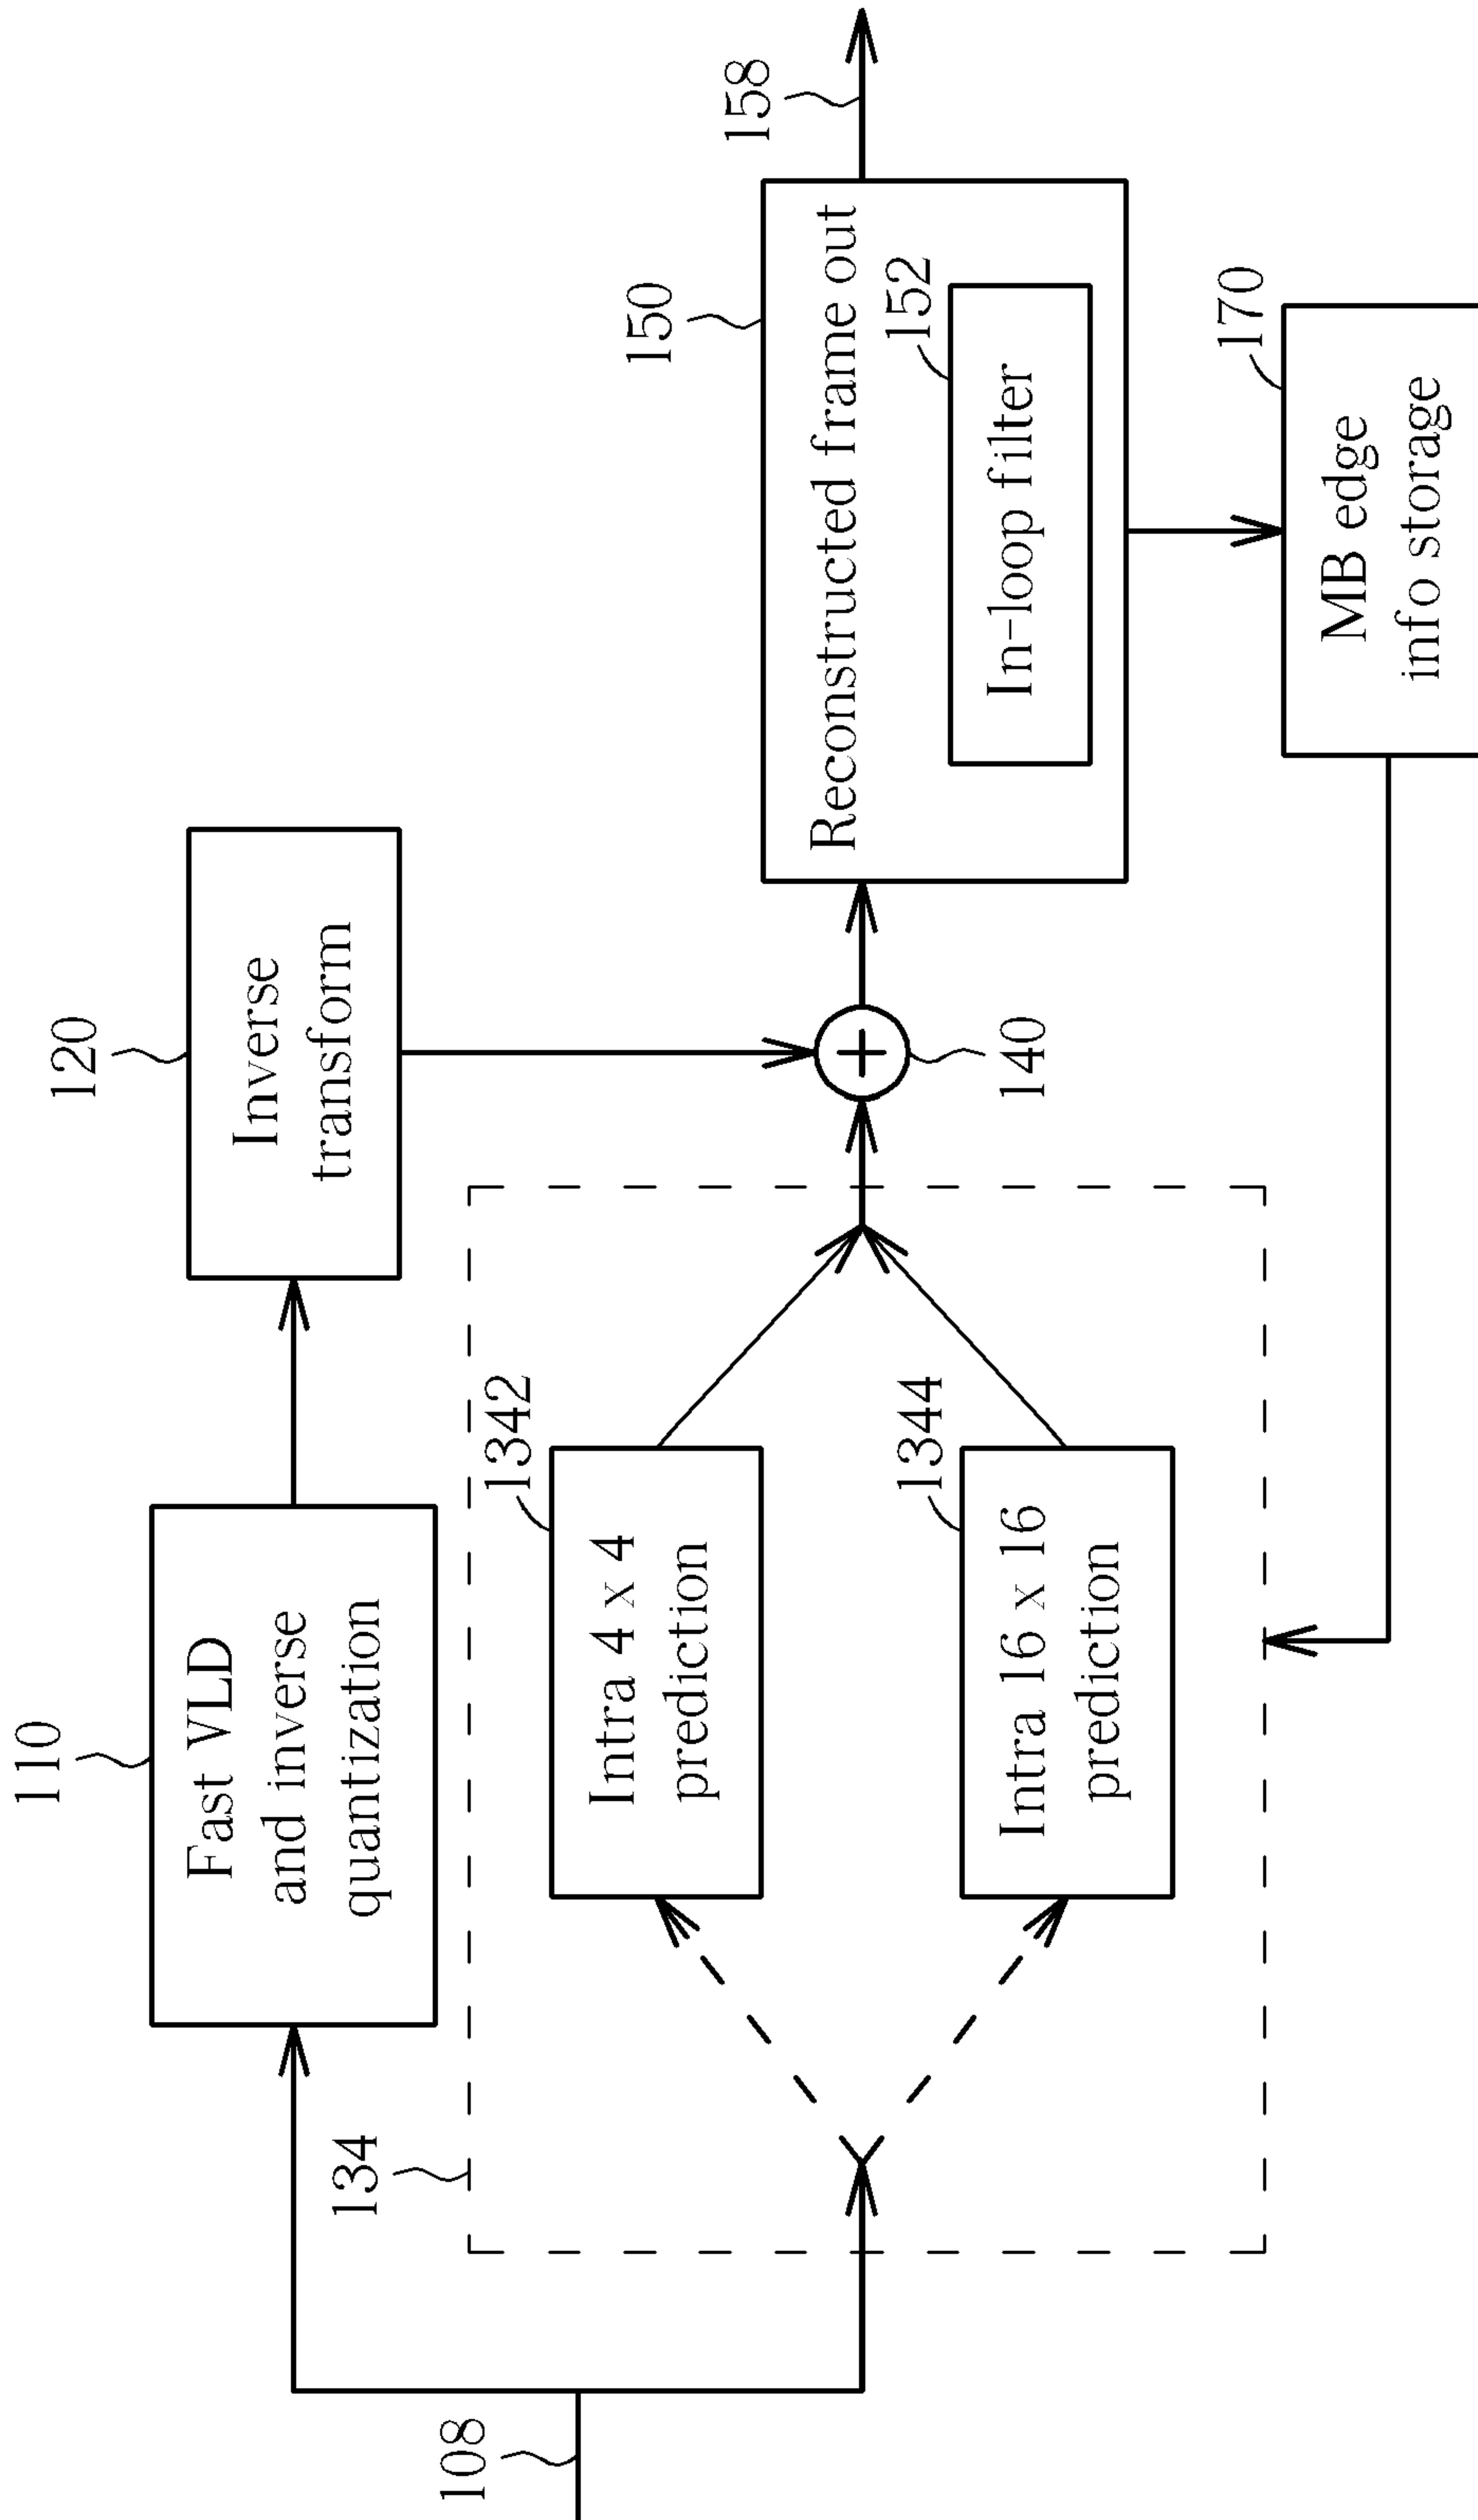 110
Fast VLD
and inverse
quantization
120
Inverse
transform
108
134
1342
Intra 4 x 4
prediction
1344
Intra 16 x 16
prediction
140
150
158
Reconstructed frame out
152
In-loop filter
170
MB edge
info storage